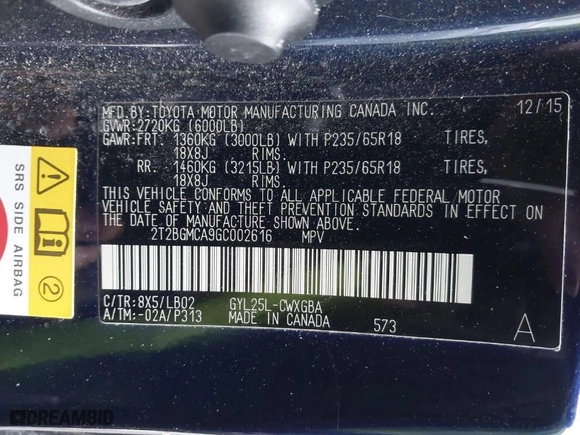 MFD.BY:TOYOTA MOTOR MANUFACTURING CANADA INC. 12/15
GVWR:2720KG (6000LB)
GAWR:FRT. 1360KG (3000LB) WITH P235/65R18 TIRES,
18X8J RIMS.
RR. 1460KG (3215LB) WITH P235/65R18 TIRES,
18X8J RIMS.
THIS VEHICLE CONFORMS TO ALL APPLICABLE FEDERAL MOTOR
VEHICLE SAFETY AND THEFT PREVENTION STANDARDS IN EFFECT ON
THE DATE OF MANUFACTURE SHOWN ABOVE.
2T2BGMCA9GC002616 MPV
C/TR:8X5/LB02 GYL25L-CWXGBA
A/TM:-02A/P313 MADE IN CANADA 573 A
SRS SIDE AIRBAG
2
DREAMBID